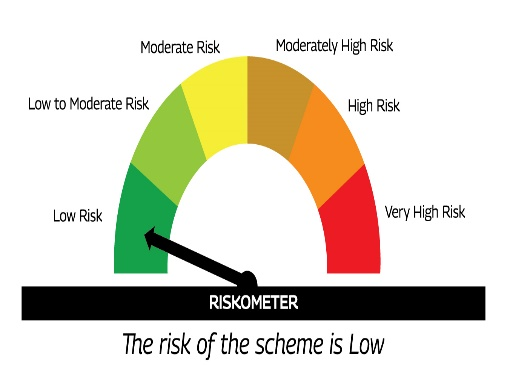 Moderate Risk
Moderately High Risk
Low to Moderate Risk
High Risk
Low Risk
Very High Risk
RISKOMETER
The risk of the scheme is Low